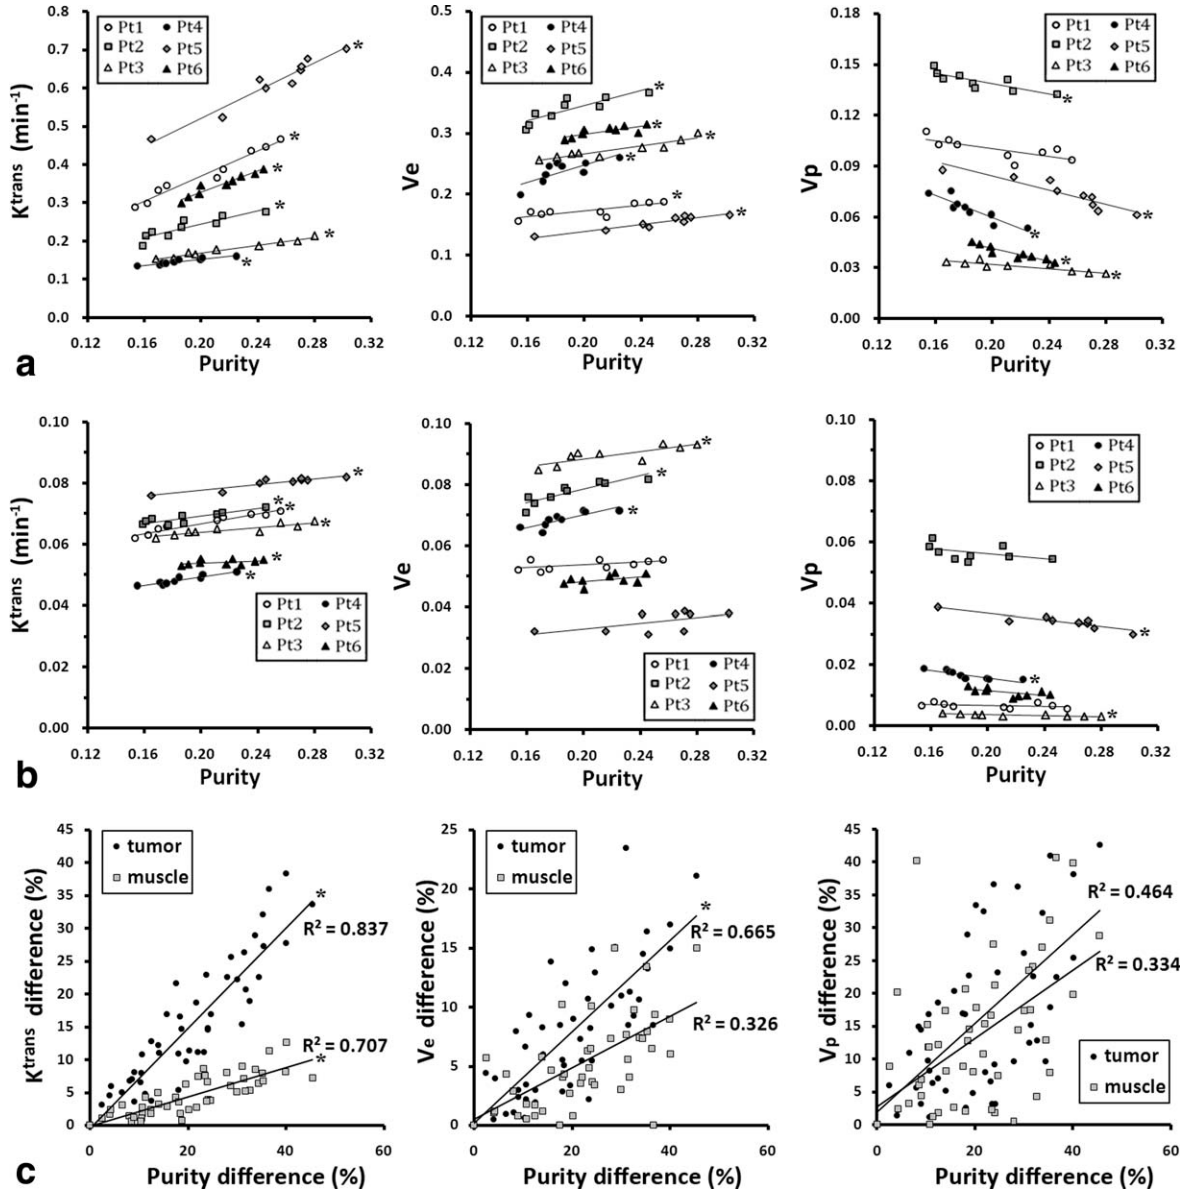 0.8
0.7
0.6
0.5
0.4
0.3
0.2
0.1
0.0
K^trans (min^-1)
Pt1 Pt4
Pt2 Pt5
Pt3 Pt6
* * * * * *
0.12 0.16 0.20 0.24 0.28 0.32
Purity
0.5
0.4
0.3
0.2
0.1
0.0
Ve
Pt1 Pt4
Pt2 Pt5
Pt3 Pt6
* * * * * *
0.12 0.16 0.20 0.24 0.28 0.32
Purity
0.18
0.15
0.12
0.09
0.06
0.03
0.00
Vp
Pt1 Pt4
Pt2 Pt5
Pt3 Pt6
* * * * *
0.12 0.16 0.20 0.24 0.28 0.32
Purity
a
0.10
0.08
0.06
0.04
0.02
0.00
K^trans (min^-1)
* * * * * *
Pt1 Pt4
Pt2 Pt5
Pt3 Pt6
0.12 0.16 0.20 0.24 0.28 0.32
Purity
0.10
0.08
0.06
0.04
0.02
0.00
Ve
* * *
Pt1 Pt4
Pt2 Pt5
Pt3 Pt6
0.12 0.16 0.20 0.24 0.28 0.32
Purity
0.10
0.08
0.06
0.04
0.02
0.00
Vp
Pt1 Pt4
Pt2 Pt5
Pt3 Pt6
* * *
0.12 0.16 0.20 0.24 0.28 0.32
Purity
b
45
40
35
30
25
20
15
10
5
0
K^trans difference (%)
tumor
muscle
*
R² = 0.837
R² = 0.707
*
0 20 40 60
Purity difference (%)
25
20
15
10
5
0
Ve difference (%)
tumor
muscle
*
R² = 0.665
R² = 0.326
0 20 40 60
Purity difference (%)
45
40
35
30
25
20
15
10
5
0
Vp difference (%)
R² = 0.464
R² = 0.334
tumor
muscle
0 20 40 60
Purity difference (%)
c